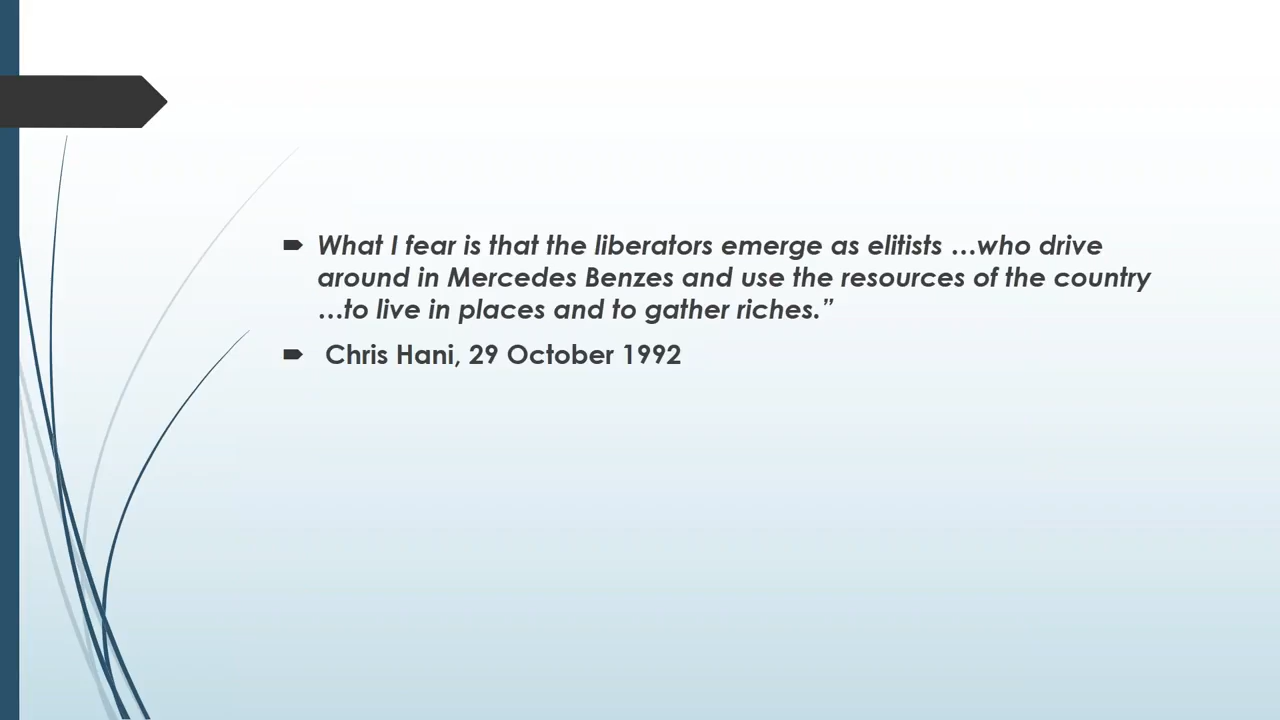 What I fear is that the liberators emerge as elitists …who drive
around in Mercedes Benzes and use the resources of the country
…to live in places and to gather riches.”
Chris Hani, 29 October 1992